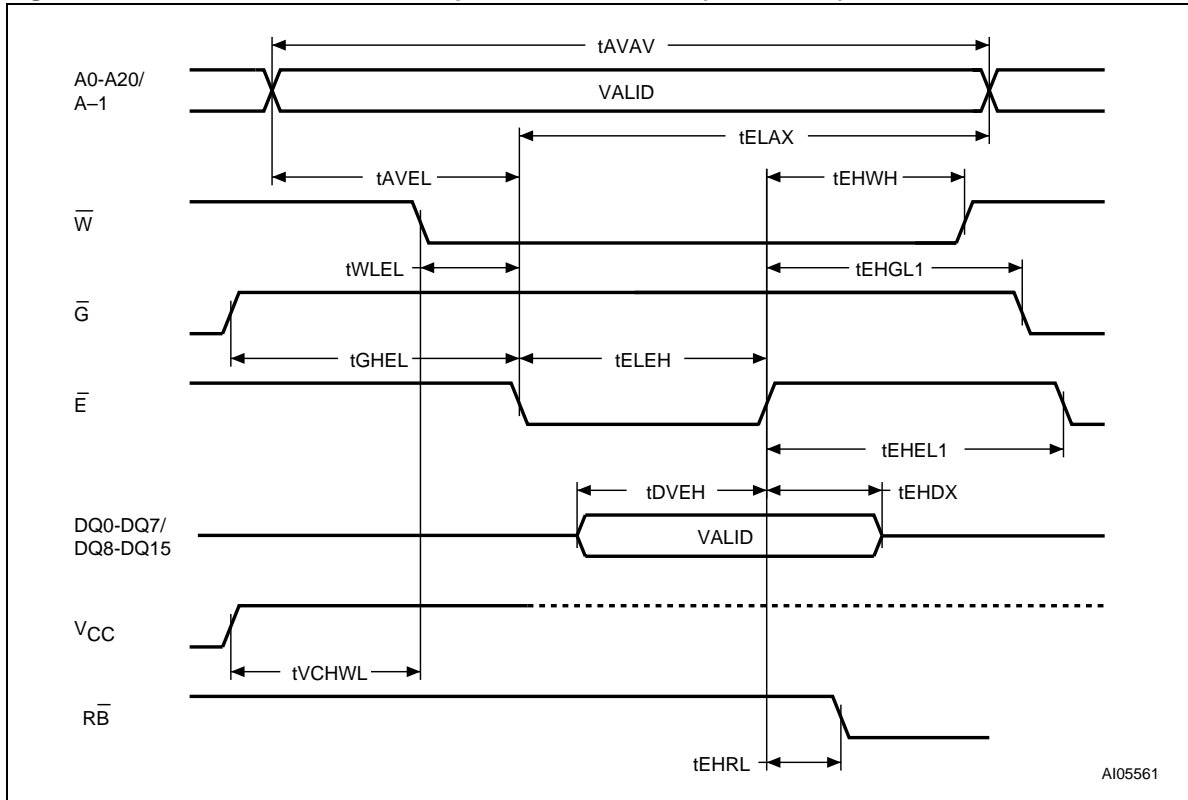 tAVAV
A0-A20/
A–1
VALID
tELAX
tAVEL
tEHWH
W̅
tWLEL
tEHGL1
G̅
tGHEL
tELEH
E̅
tEHEL1
tDVEH
tEHDX
DQ0-DQ7/
DQ8-DQ15
VALID
VCC
tVCHWL
RB̅
tEHRL
AI05561